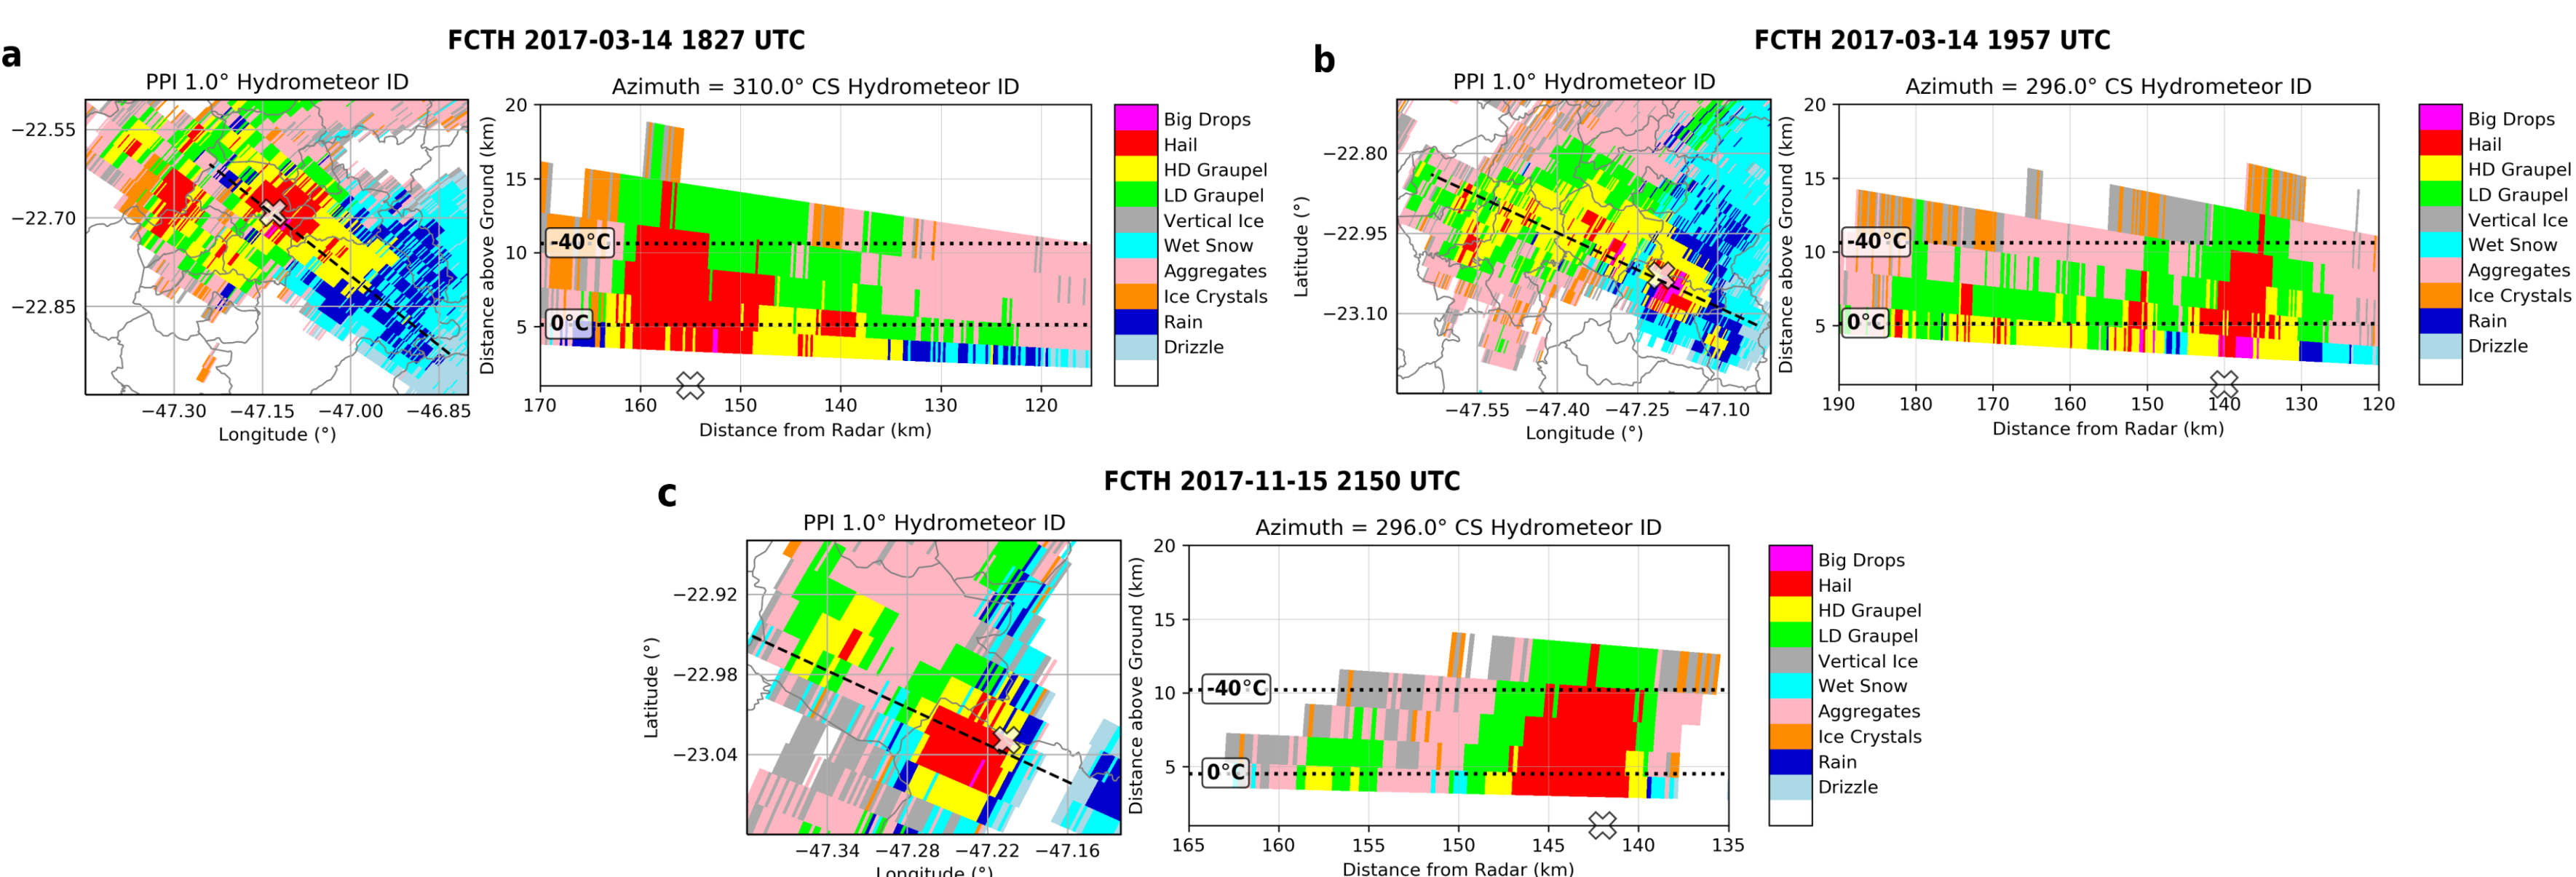 a
FCTH 2017-03-14 1827 UTC
PPI 1.0° Hydrometeor ID
−22.55
−22.70
−22.85
−47.30 −47.15 −47.00 −46.85
Longitude (°)
Azimuth = 310.0° CS Hydrometeor ID
Distance above Ground (km)
20
15
10
5
-40°C
0°C
170 160 150 140 130 120
Distance from Radar (km)
Big Drops
Hail
HD Graupel
LD Graupel
Vertical Ice
Wet Snow
Aggregates
Ice Crystals
Rain
Drizzle
b
FCTH 2017-03-14 1957 UTC
PPI 1.0° Hydrometeor ID
Latitude (°)
−22.80
−22.95
−23.10
−47.55 −47.40 −47.25 −47.10
Longitude (°)
Azimuth = 296.0° CS Hydrometeor ID
Distance above Ground (km)
20
15
10
5
-40°C
0°C
190 180 170 160 150 140 130 120
Distance from Radar (km)
Big Drops
Hail
HD Graupel
LD Graupel
Vertical Ice
Wet Snow
Aggregates
Ice Crystals
Rain
Drizzle
c
FCTH 2017-11-15 2150 UTC
PPI 1.0° Hydrometeor ID
Latitude (°)
−22.92
−22.98
−23.04
−47.34 −47.28 −47.22 −47.16
Longitude (°)
Azimuth = 296.0° CS Hydrometeor ID
Distance above Ground (km)
20
15
10
5
-40°C
0°C
165 160 155 150 145 140 135
Distance from Radar (km)
Big Drops
Hail
HD Graupel
LD Graupel
Vertical Ice
Wet Snow
Aggregates
Ice Crystals
Rain
Drizzle